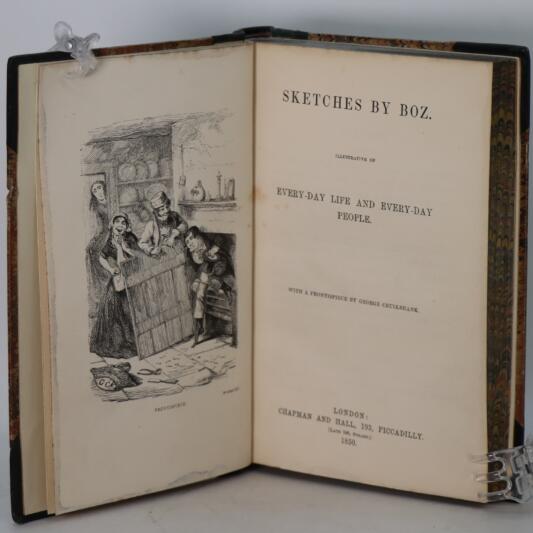 FRONTISPIECE.
SKETCHES BY BOZ.
ILLUSTRATIVE OF
EVERY-DAY LIFE AND EVERY-DAY
PEOPLE.
WITH A FRONTISPIECE BY GEORGE CRUIKSHANK.
LONDON:
CHAPMAN AND HALL, 193, PICCADILLY.
(LATE 186, STRAND.)
1850.